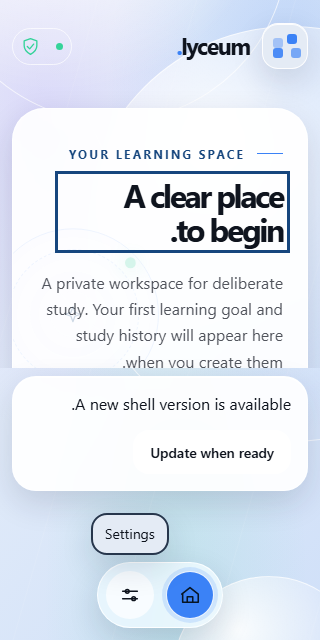 .lyceum
YOUR LEARNING SPACE
A clear place
.to begin
A private workspace for deliberate
study. Your first learning goal and
study history will appear here
.when you create them
.A new shell version is available
Update when ready
Settings